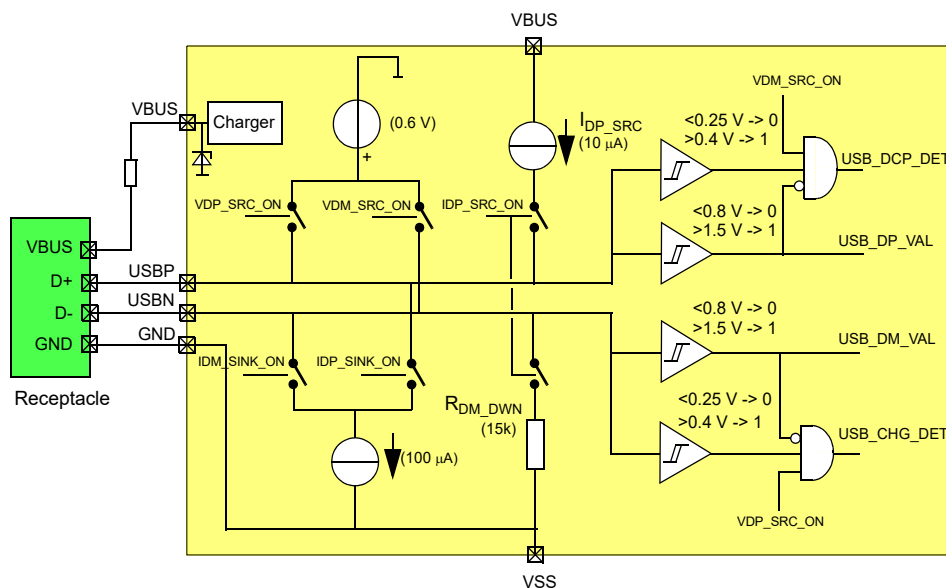 VBUS
VDM_SRC_ON
VBUS
Charger
(0.6 V)
+
I_DP_SRC
(10 µA)
<0.25 V -> 0
>0.4 V -> 1
USB_DCP_DET
VDP_SRC_ON
VDM_SRC_ON
IDP_SRC_ON
<0.8 V -> 0
>1.5 V -> 1
USB_DP_VAL
VBUS
D+
USBP
D-
USBN
GND
GND
<0.8 V -> 0
>1.5 V -> 1
USB_DM_VAL
IDM_SINK_ON
IDP_SINK_ON
Receptacle
R_DM_DWN
(15k)
<0.25 V -> 0
>0.4 V -> 1
USB_CHG_DET
(100 µA)
VDP_SRC_ON
VSS